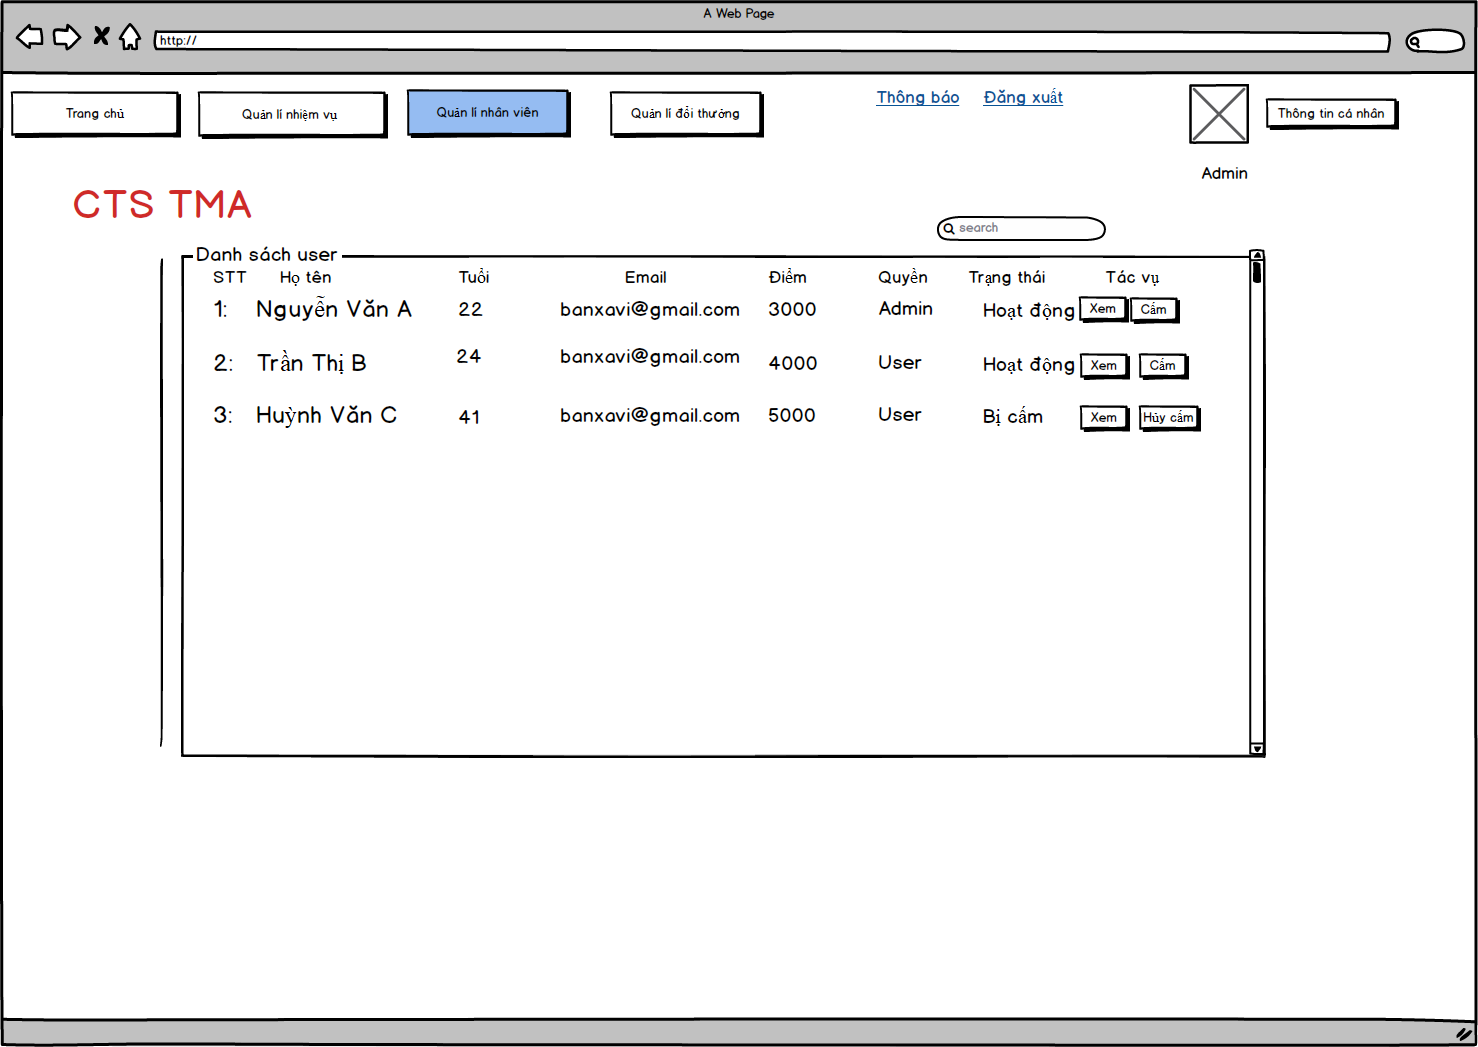 A Web Page
http://
Trang chủ
Quản lí nhiệm vụ
Quản lí nhân viên
Quản lí đổi thưởng
Thông báo
Đăng xuất
Thông tin cá nhân
Admin
CTS TMA
search
Danh sách user
STT Họ tên Tuổi Email Điểm Quyền Trạng thái Tác vụ
1: Nguyễn Văn A 22 banxavi@gmail.com 3000 Admin Hoạt động Xem Cấm
2: Trần Thị B 24 banxavi@gmail.com 4000 User Hoạt động Xem Cấm
3: Huỳnh Văn C 41 banxavi@gmail.com 5000 User Bị cấm Xem Hủy cấm